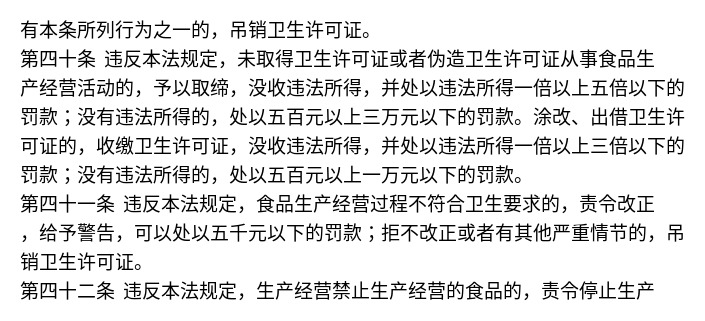 有本条所列行为之一的，吊销卫生许可证。
第四十条 违反本法规定，未取得卫生许可证或者伪造卫生许可证从事食品生
产经营活动的，予以取缔，没收违法所得，并处以违法所得一倍以上五倍以下的
罚款；没有违法所得的，处以五百元以上三万元以下的罚款。涂改、出借卫生许
可证的，收缴卫生许可证，没收违法所得，并处以违法所得一倍以上三倍以下的
罚款；没有违法所得的，处以五百元以上一万元以下的罚款。
第四十一条 违反本法规定，食品生产经营过程不符合卫生要求的，责令改正
，给予警告，可以处以五千元以下的罚款；拒不改正或者有其他严重情节的，吊
销卫生许可证。
第四十二条 违反本法规定，生产经营禁止生产经营的食品的，责令停止生产